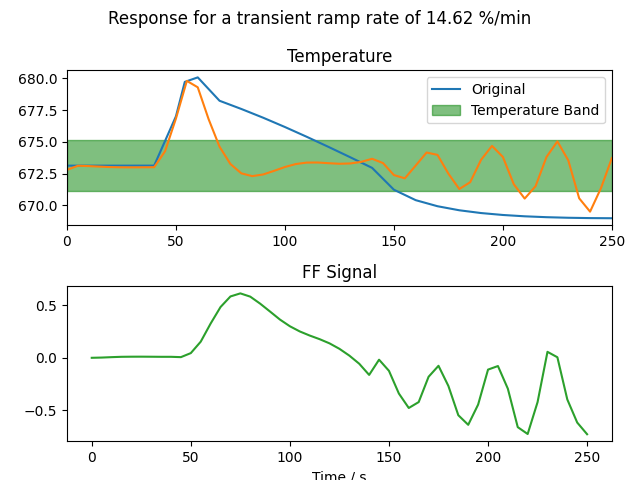 Response for a transient ramp rate of 14.62 %/min
Temperature
680.0
677.5
675.0
672.5
670.0
Original
Temperature Band
0 50 100 150 200 250
FF Signal
0.5
0.0
−0.5
0 50 100 150 200 250
Time / s